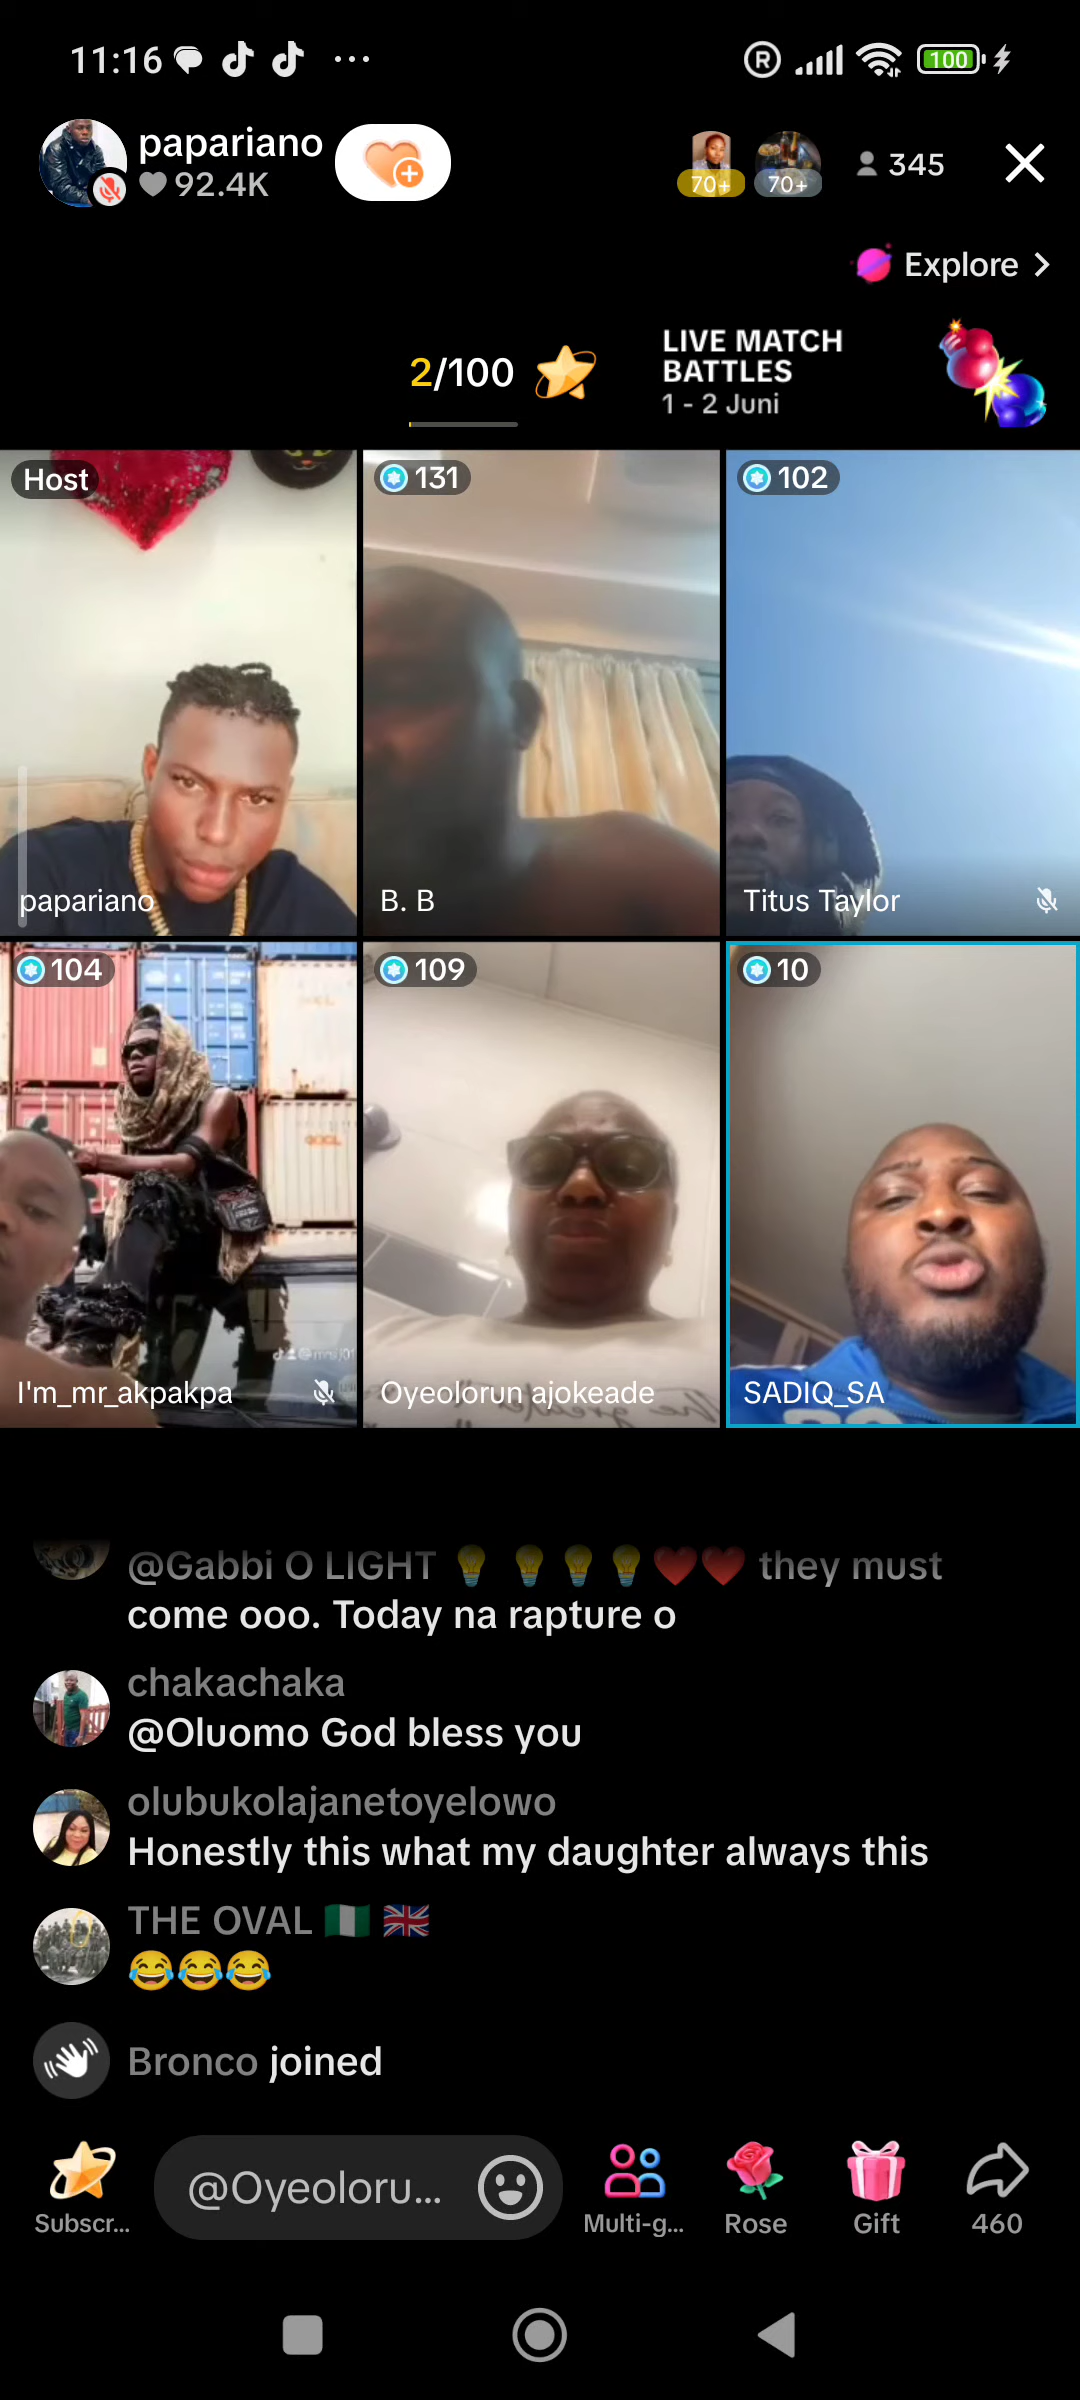 11:16
R
100
papariano
92.4K
70+
70+
345
Explore
2/100
LIVE MATCH
BATTLES
1 - 2 Juni
Host
131
102
papariano
B. B
Titus Taylor
104
109
10
I'm_mr_akpakpa
Oyeolorun ajokeade
SADIQ_SA
@Gabbi O LIGHT 💡 💡 💡 💡 ❤️❤️ they must
come ooo. Today na rapture o
chakachaka
@Oluomo God bless you
olubukolajanetoyelowo
Honestly this what my daughter always this
THE OVAL 🇳🇬 🇬🇧
😂😂😂
Bronco joined
@Oyeoloru...
Subscr...
Multi-g...
Rose
Gift
460